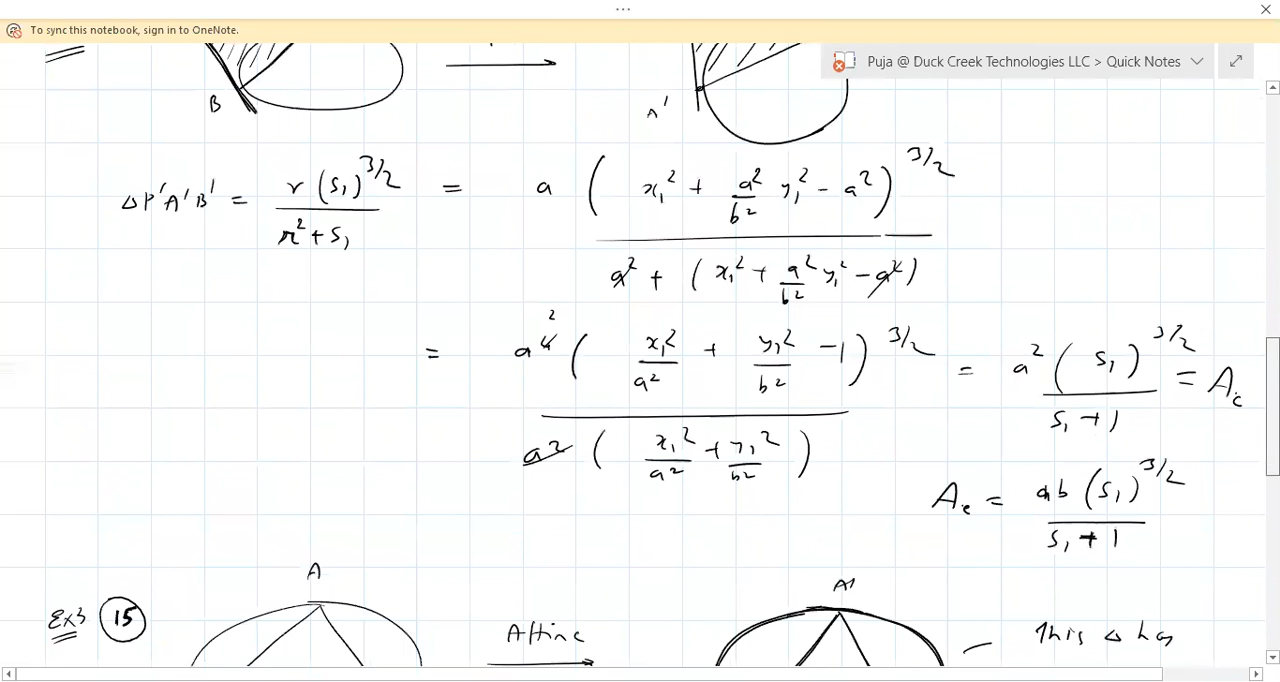 To sync this notebook, sign in to OneNote.
Puja @ Duck Creek Technologies LLC > Quick Notes
B
A'
ΔP'A'B' = r (S₁)^3/2 / (r² + S₁) = a ( x₁² + a²/b² y₁² - a² )^3/2 / ( a² + ( x₁² + a²/b² y₁² - a² ) )
= a² ( x₁²/a² + y₁²/b² - 1 )^3/2 / a² ( x₁²/a² + y₁²/b² ) = a² ( S₁ )^3/2 / (S₁ + 1) = A_c
A_e = ab (S₁)^3/2 / (S₁ + 1)
A
A'
Ex3 15
Affine
This Δ has